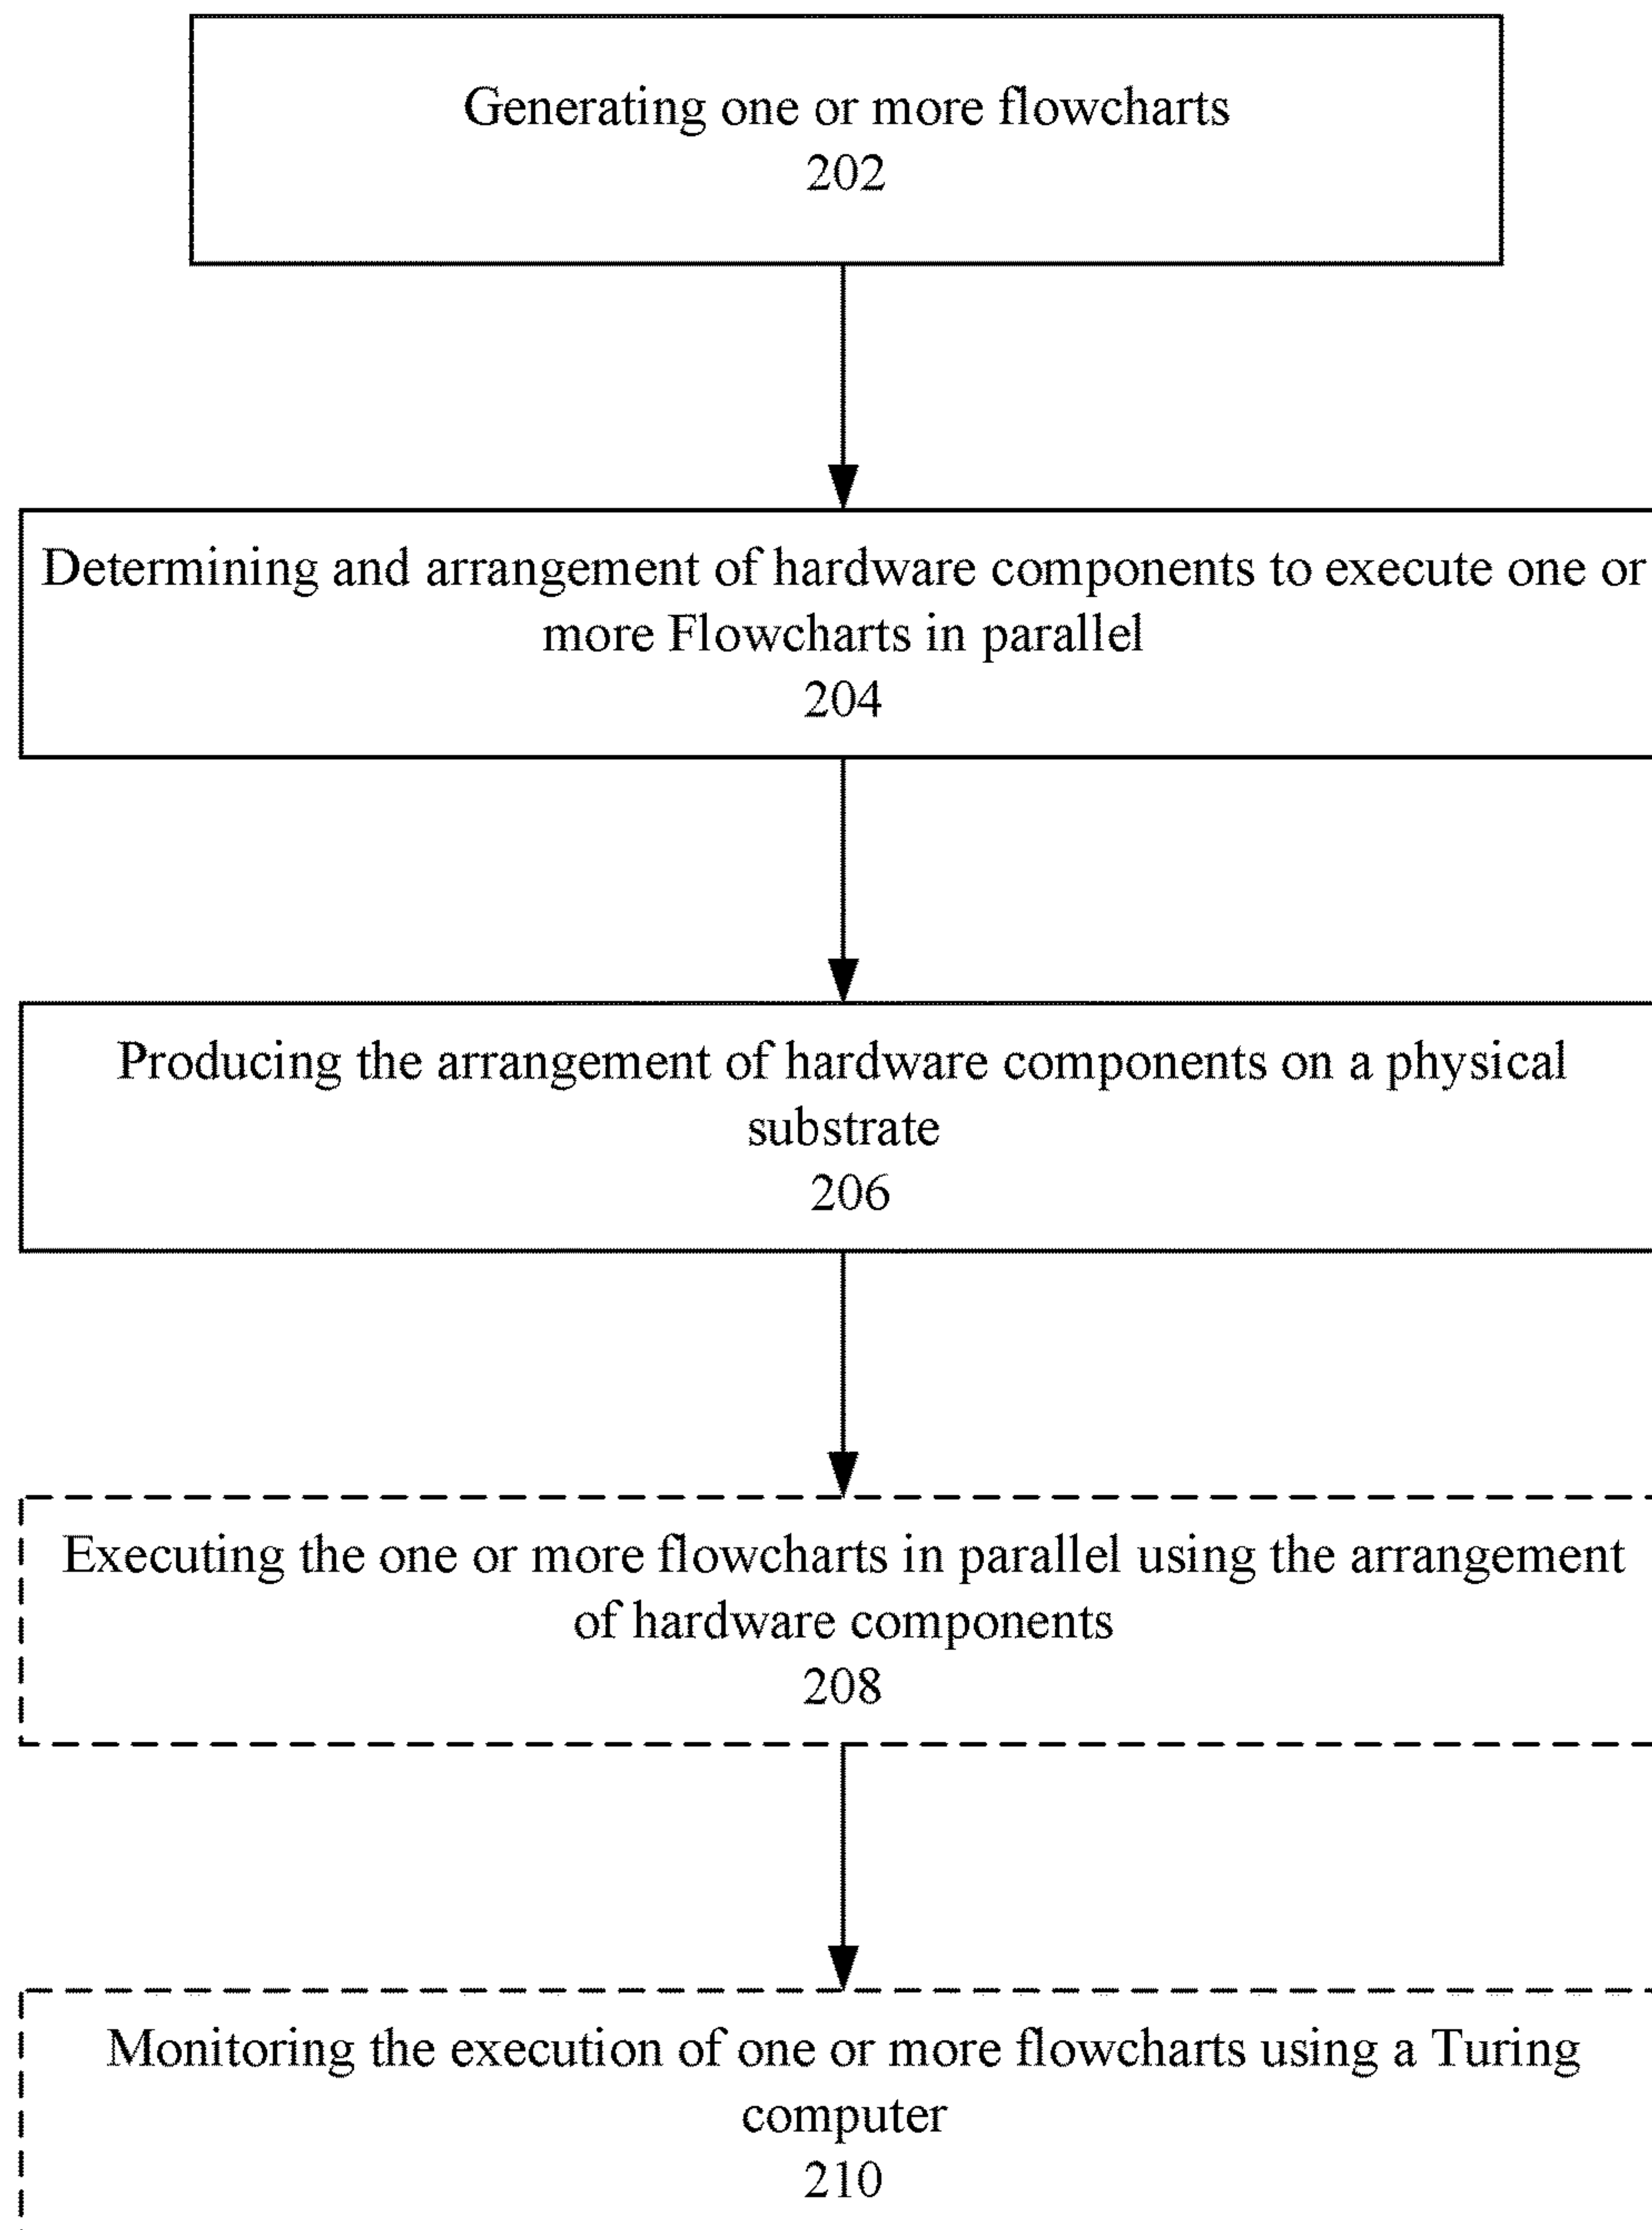 Generating one or more flowcharts
202
Determining and arrangement of hardware components to execute one or
more Flowcharts in parallel
204
Producing the arrangement of hardware components on a physical
substrate
206
Executing the one or more flowcharts in parallel using the arrangement
of hardware components
208
Monitoring the execution of one or more flowcharts using a Turing
computer
210